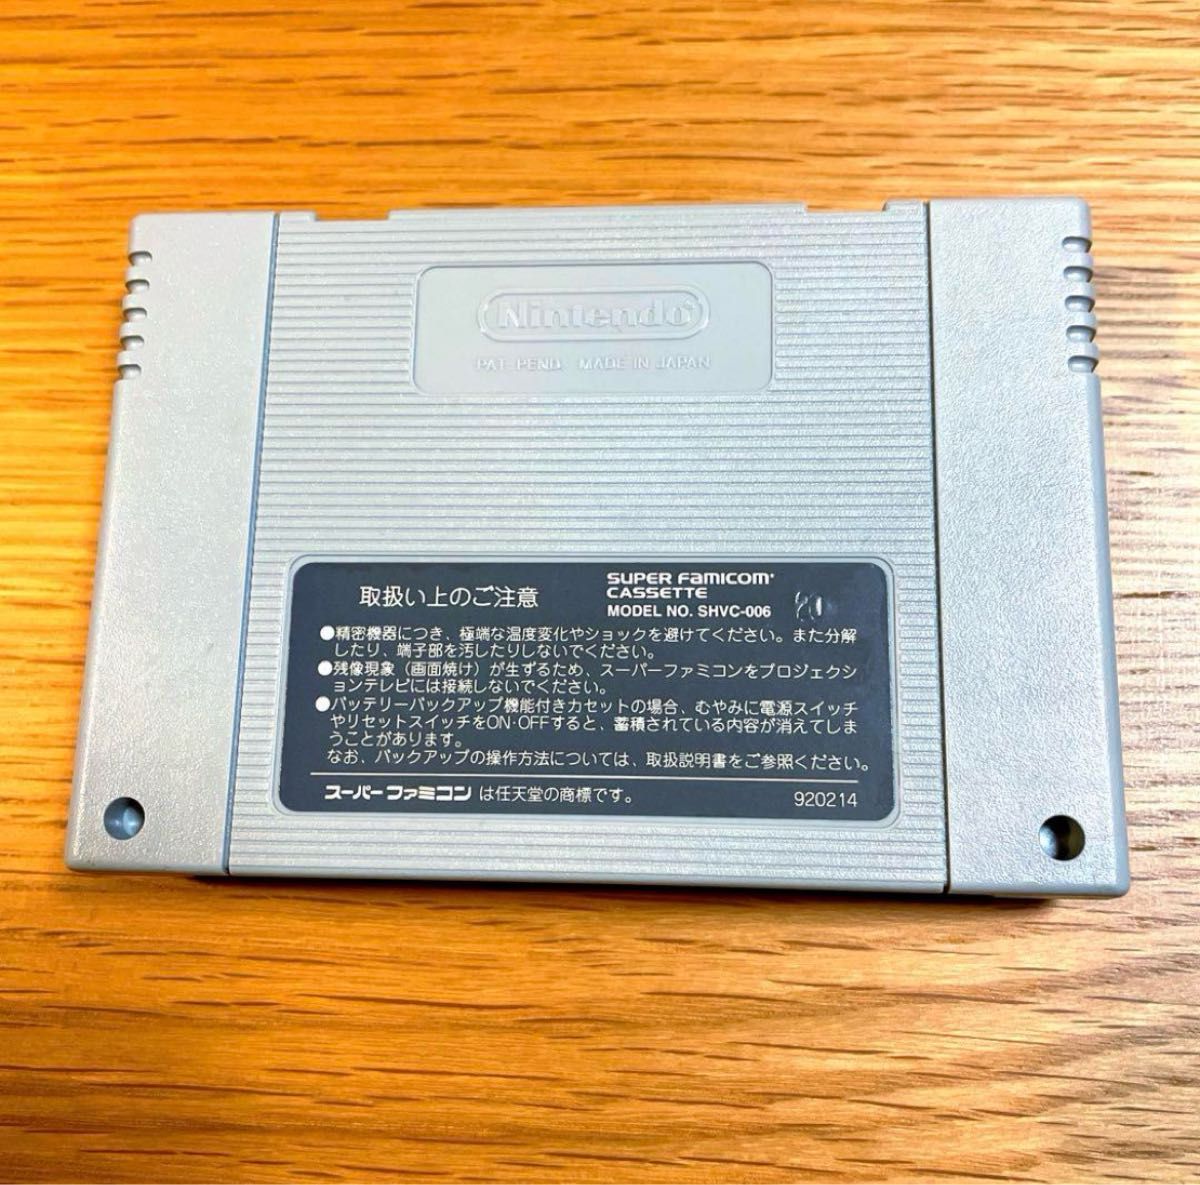 Nintendo
PAT. PEND. MADE IN JAPAN
取扱い上のご注意
SUPER FAMICOM
CASSETTE
MODEL NO. SHVC-006
20
●精密機器につき、極端な温度変化やショックを避けてください。また分解
したり、端子部を汚したりしないでください。
●残像現象（画面焼け）が生ずるため、スーパーファミコンをプロジェクシ
ョンテレビには接続しないでください。
●バッテリーバックアップ機能付きカセットの場合、むやみに電源スイッチ
やリセットスイッチをON・OFFすると、蓄積されている内容が消えてしま
うことがあります。
なお、バックアップの操作方法については、取扱説明書をご参照ください。
スーパーファミコンは任天堂の商標です。
920214